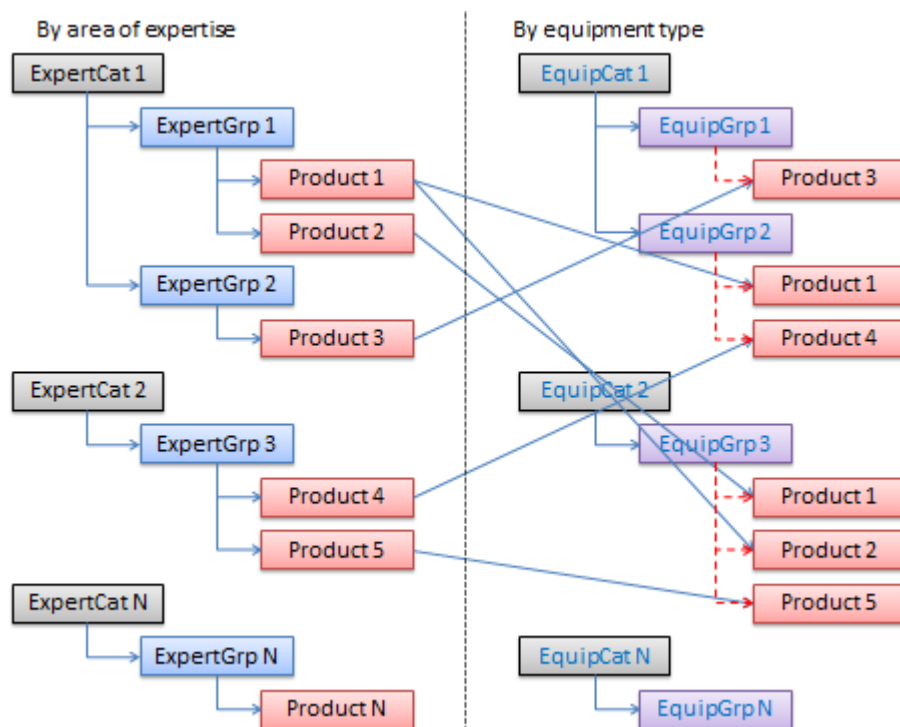 By area of expertise
ExpertCat 1
ExpertGrp 1
Product 1
Product 2
ExpertGrp 2
Product 3
ExpertCat 2
ExpertGrp 3
Product 4
Product 5
ExpertCat N
ExpertGrp N
Product N
By equipment type
EquipCat 1
EquipGrp 1
Product 3
EquipGrp 2
Product 1
Product 4
EquipCat 2
EquipGrp 3
Product 1
Product 2
Product 5
EquipCat N
EquipGrp N